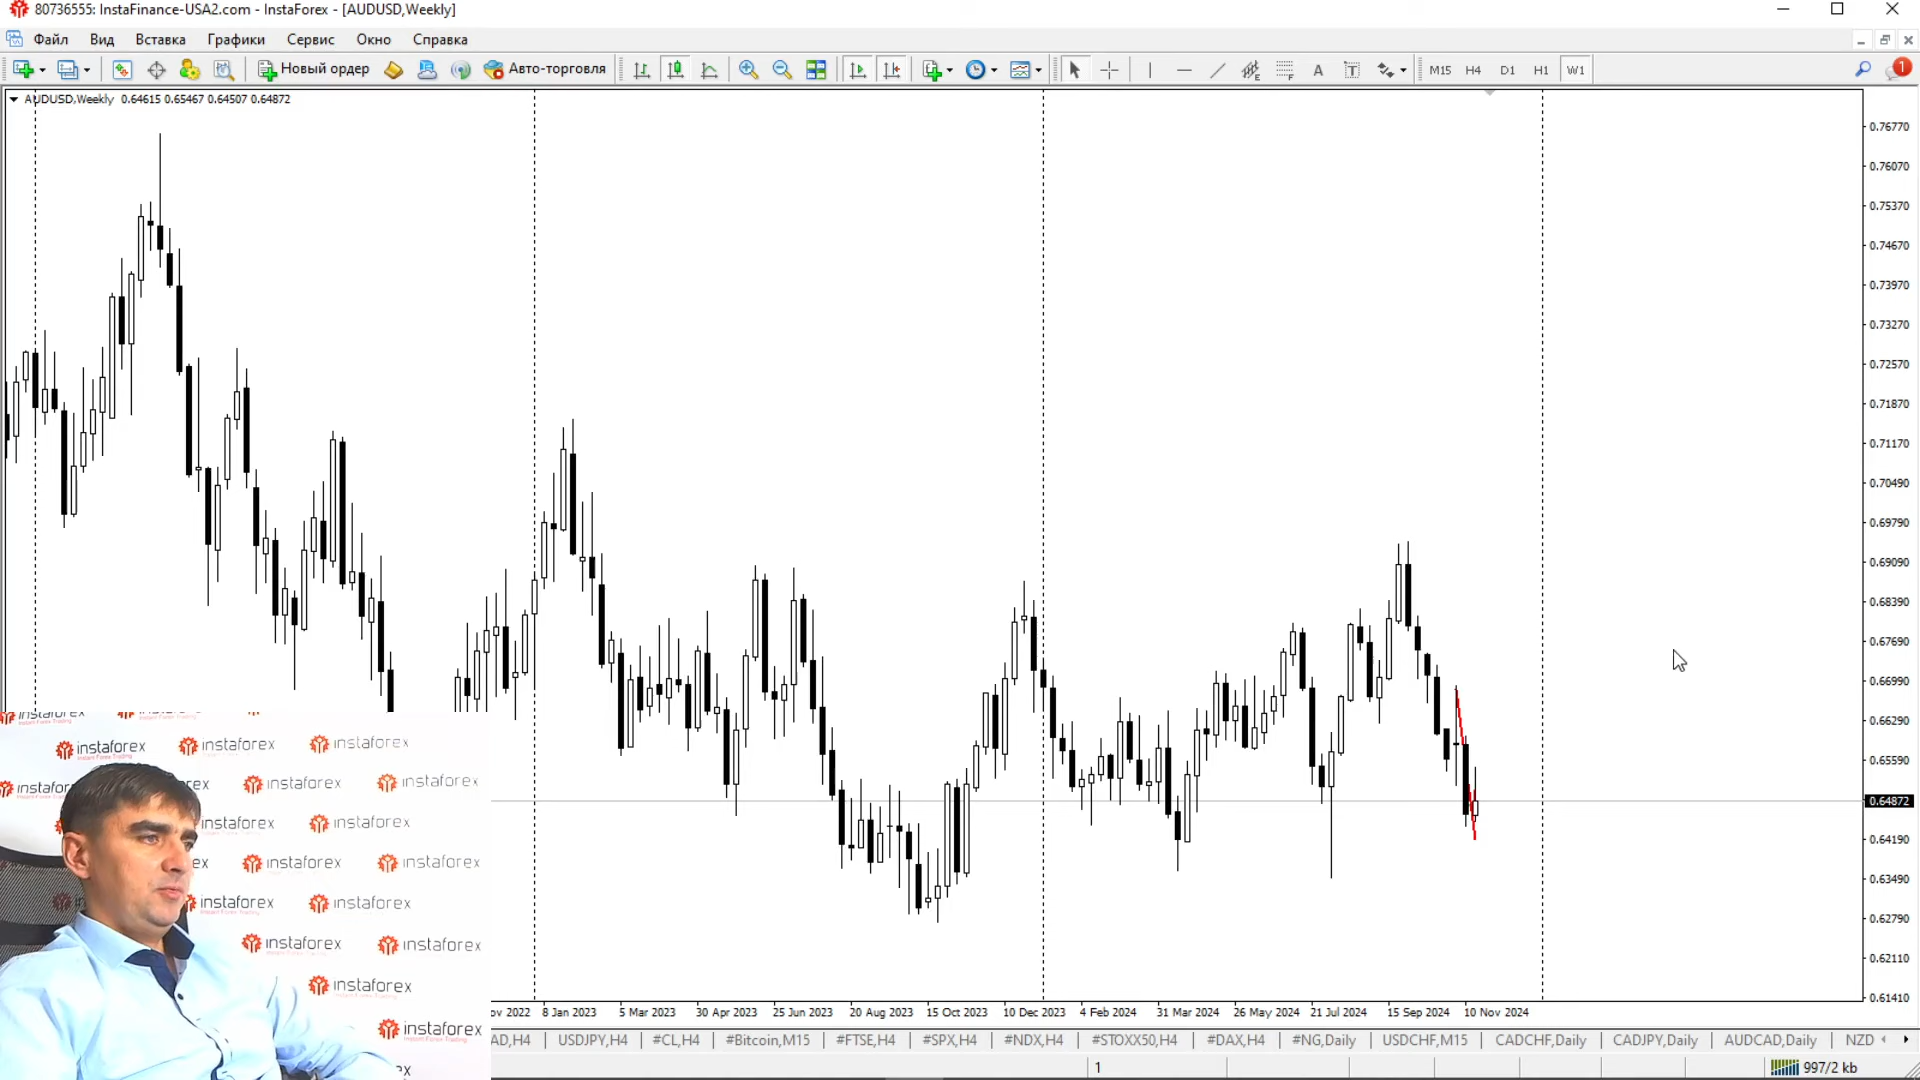 80736555: InstaFinance-USA2.com - InstaForex - [AUDUSD,Weekly]
Файл Вид Вставка Графики Сервис Окно Справка
Новый ордер Авто-торговля A T M15 H4 D1 H1 W1 1
AUDUSD,Weekly 0.64615 0.65467 0.64507 0.64872
0.76770
0.76070
0.75370
0.74670
0.73970
0.73270
0.72570
0.71870
0.71170
0.70490
0.69790
0.69090
0.68390
0.67690
0.66990
0.66290
0.65590
0.64872
0.64190
0.63490
0.62790
0.62110
0.61410
instaforex
instaforex instaforex instaforex
instaforex instaforex
instaforex
instaforex instaforex
instaforex instaforex
instaforex instaforex
instaforex
instaforex
ov 2022 8 Jan 2023 5 Mar 2023 30 Apr 2023 25 Jun 2023 20 Aug 2023 15 Oct 2023 10 Dec 2023 4 Feb 2024 31 Mar 2024 26 May 2024 21 Jul 2024 15 Sep 2024 10 Nov 2024
AD,H4 USDJPY,H4 #CL,H4 #Bitcoin,M15 #FTSE,H4 #SPX,H4 #NDX,H4 #STOXX50,H4 #DAX,H4 #NG,Daily USDCHF,M15 CADCHF,Daily CADJPY,Daily AUDCAD,Daily NZD
1 997/2 kb